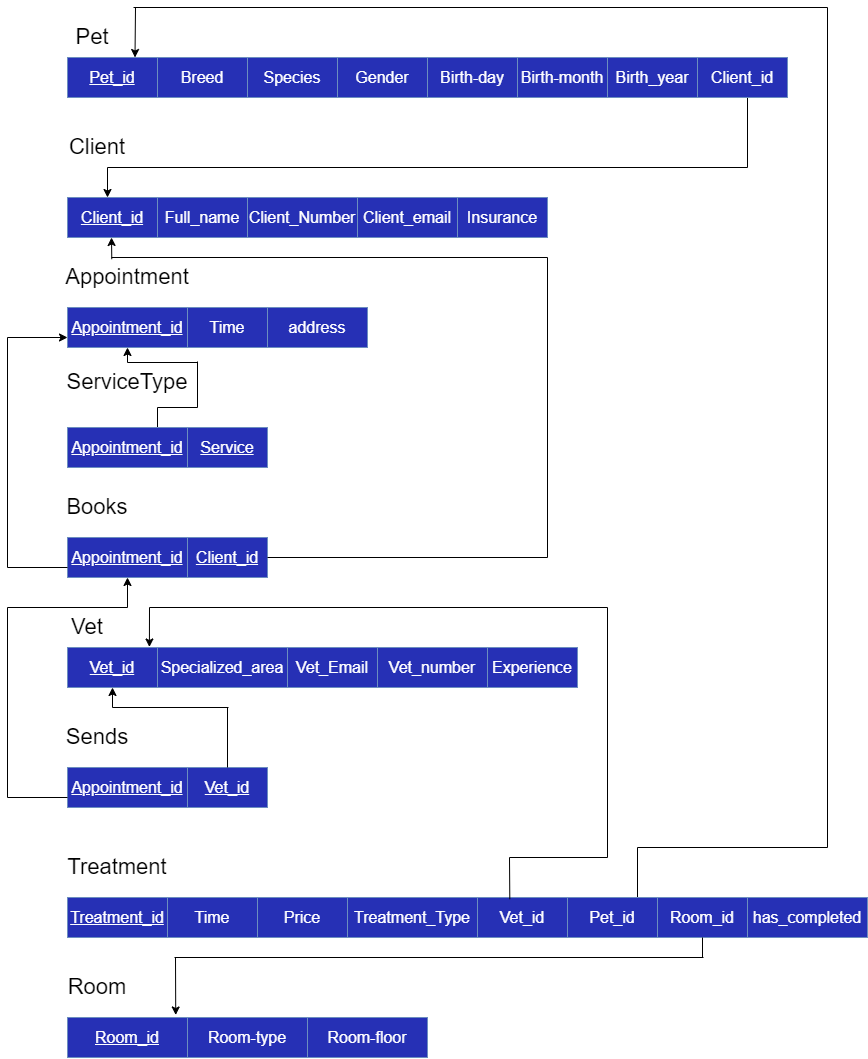 Pet
Pet_id Breed Species Gender Birth-day Birth-month Birth_year Client_id
Client
Client_id Full_name Client_Number Client_email Insurance
Appointment
Appointment_id Time address
ServiceType
Appointment_id Service
Books
Appointment_id Client_id
Vet
Vet_id Specialized_area Vet_Email Vet_number Experience
Sends
Appointment_id Vet_id
Treatment
Treatment_id Time Price Treatment_Type Vet_id Pet_id Room_id has_completed
Room
Room_id Room-type Room-floor